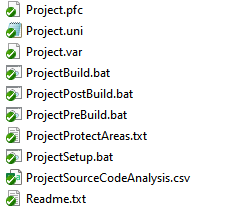 Project.pfc
Project.uni
Project.var
ProjectBuild.bat
ProjectPostBuild.bat
ProjectPreBuild.bat
ProjectProtectAreas.txt
ProjectSetup.bat
ProjectSourceCodeAnalysis.csv
Readme.txt